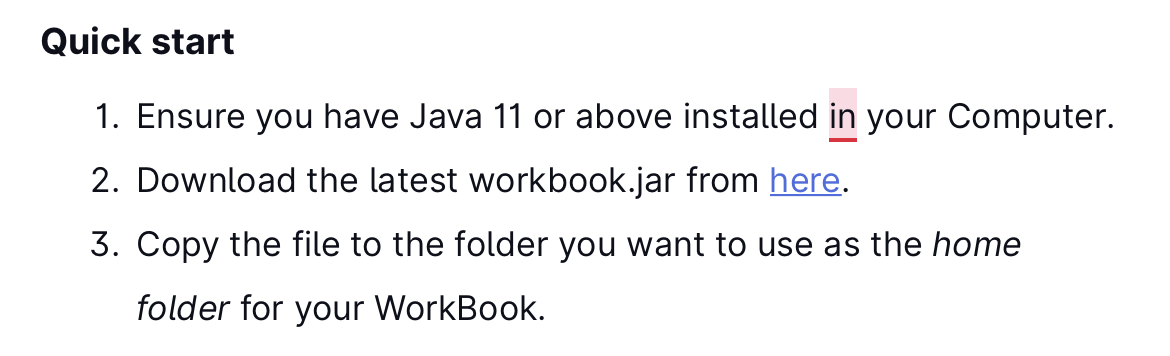 Quick start
1. Ensure you have Java 11 or above installed in your Computer.
2. Download the latest workbook.jar from here.
3. Copy the file to the folder you want to use as the home
folder for your WorkBook.